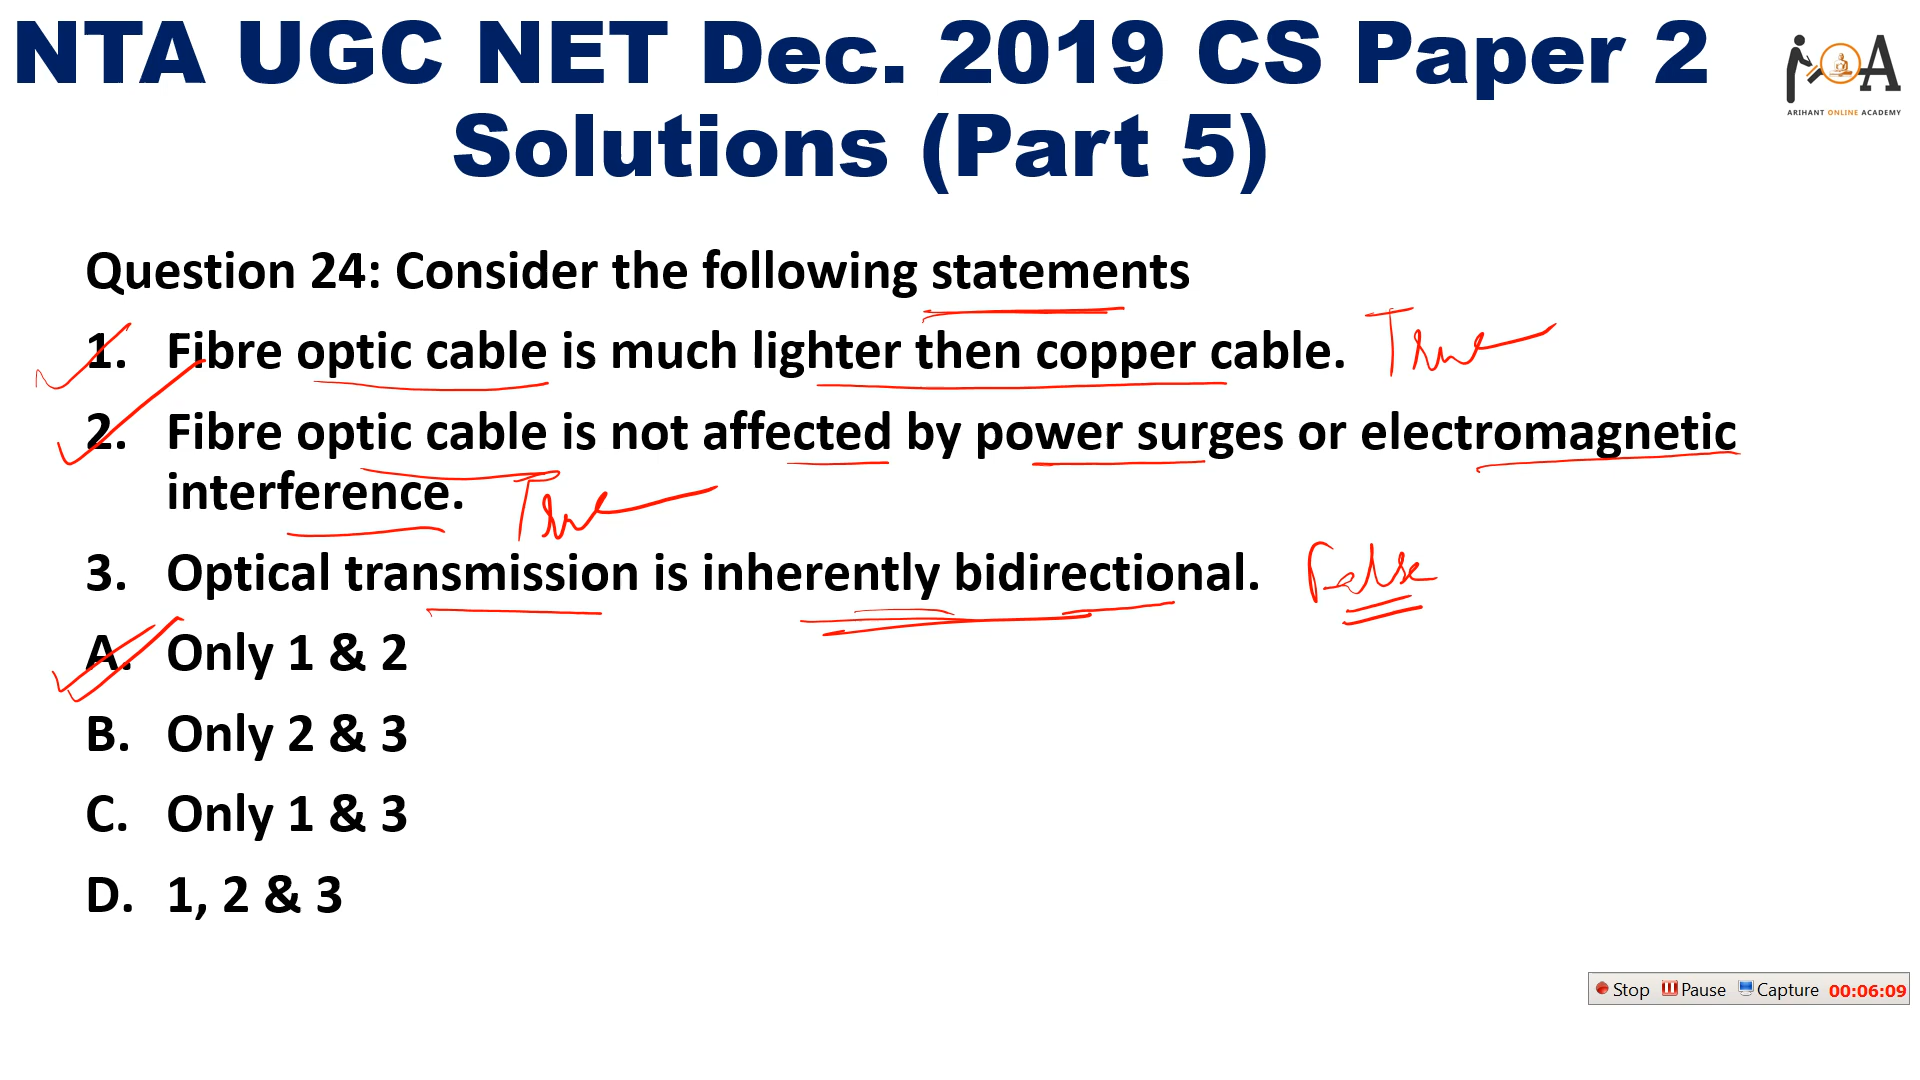 NTA UGC NET Dec. 2019 CS Paper 2
Solutions (Part 5)
ARIHANT ONLINE ACADEMY
Question 24: Consider the following statements
1. Fibre optic cable is much lighter then copper cable. True
2. Fibre optic cable is not affected by power surges or electromagnetic
interference. True
3. Optical transmission is inherently bidirectional. False
A. Only 1 & 2
B. Only 2 & 3
C. Only 1 & 3
D. 1, 2 & 3
Stop Pause Capture 00:06:09